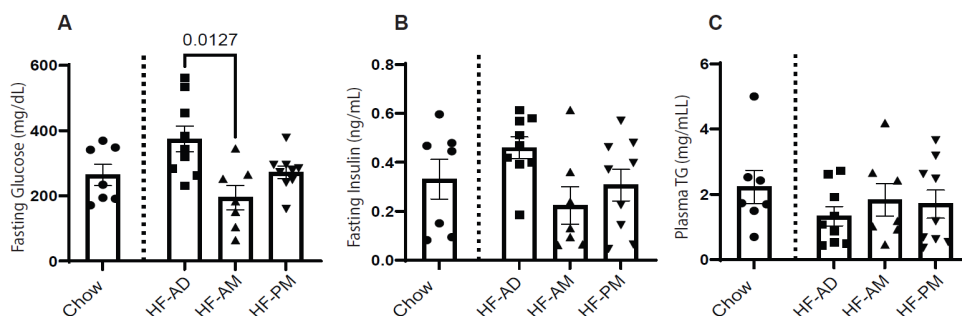 A
0.0127
Fasting Glucose (mg/dL)
600
400
200
0
Chow
HF-AD
HF-AM
HF-PM
B
Fasting Insulin (ng/mL)
0.8
0.6
0.4
0.2
0.0
Chow
HF-AD
HF-AM
HF-PM
C
Plasma TG (mg/mLL)
6
4
2
0
Chow
HF-AD
HF-AM
HF-PM